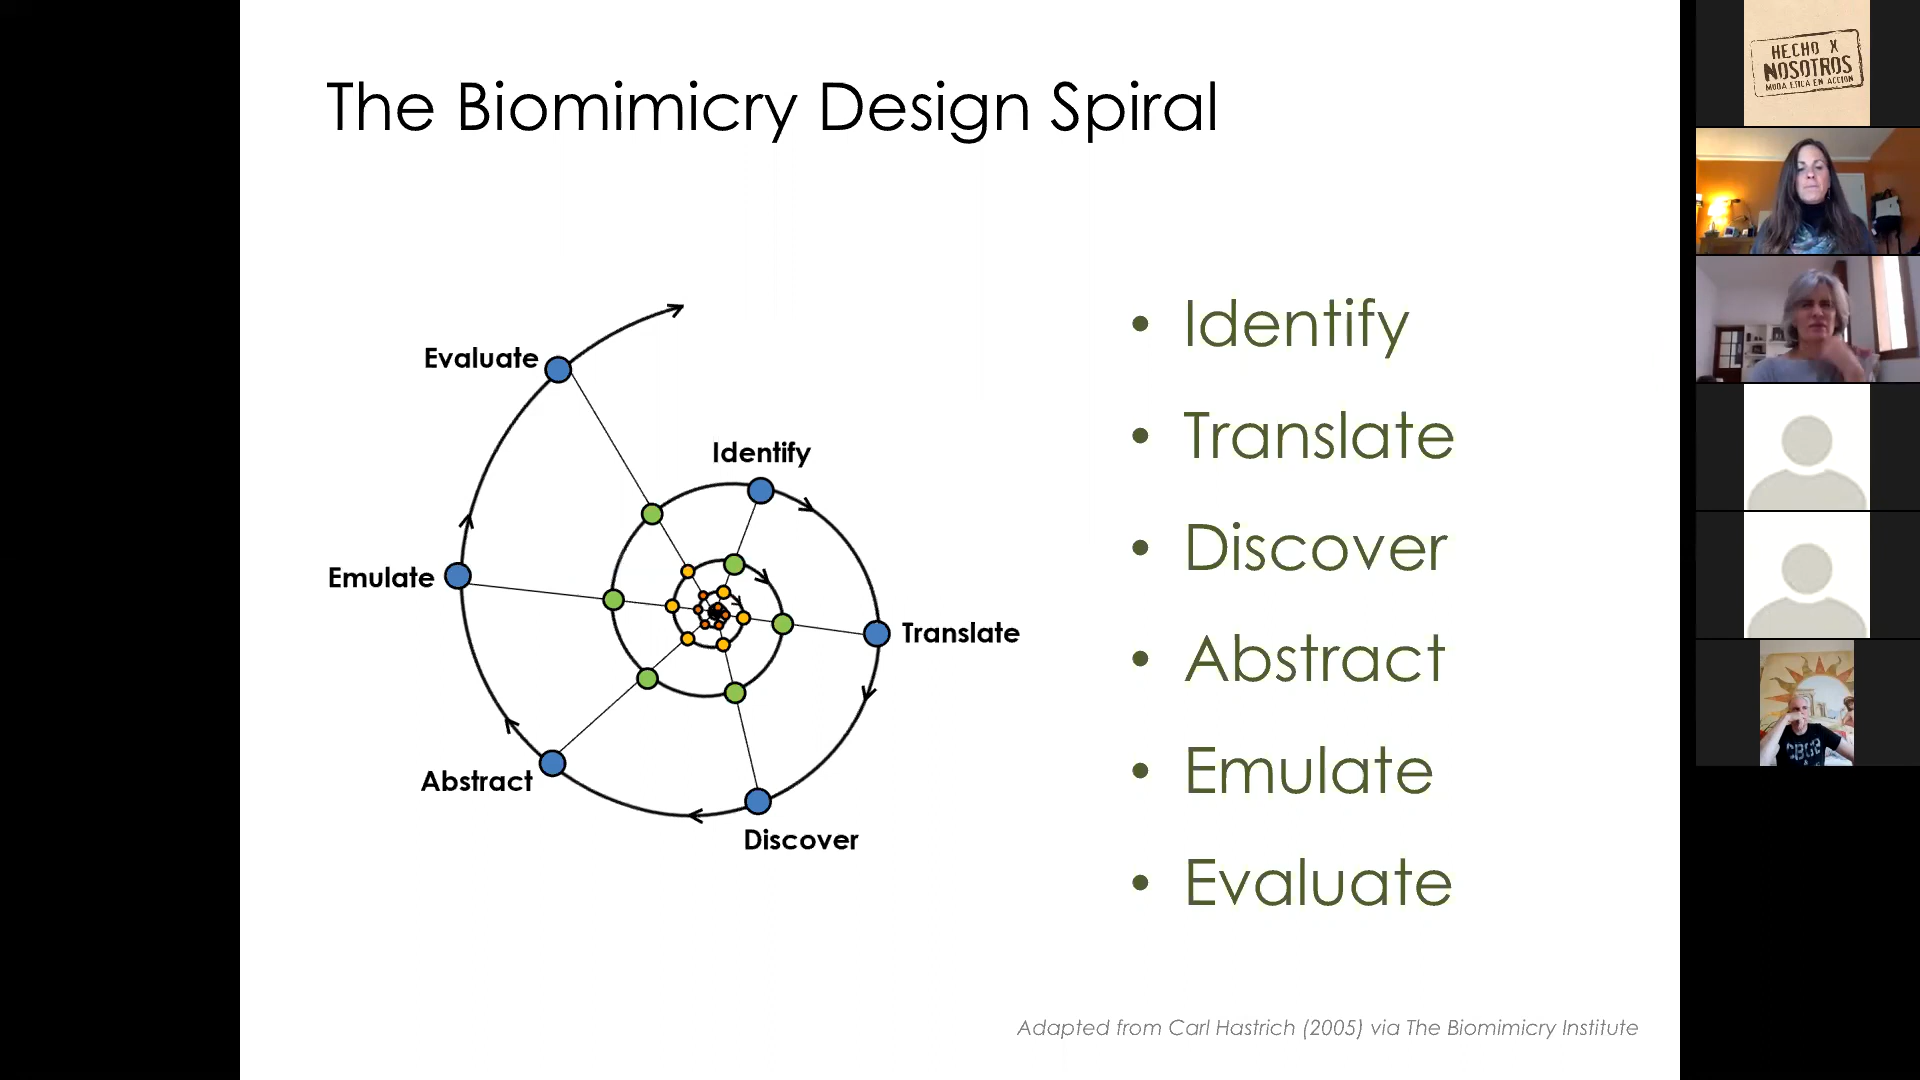 The Biomimicry Design Spiral
Evaluate
Identify
Emulate
Translate
Abstract
Discover
• Identify
• Translate
• Discover
• Abstract
• Emulate
• Evaluate
Adapted from Carl Hastrich (2005) via The Biomimicry Institute
HECHO X
NOSOTROS
MODA ETICA EN ACCION